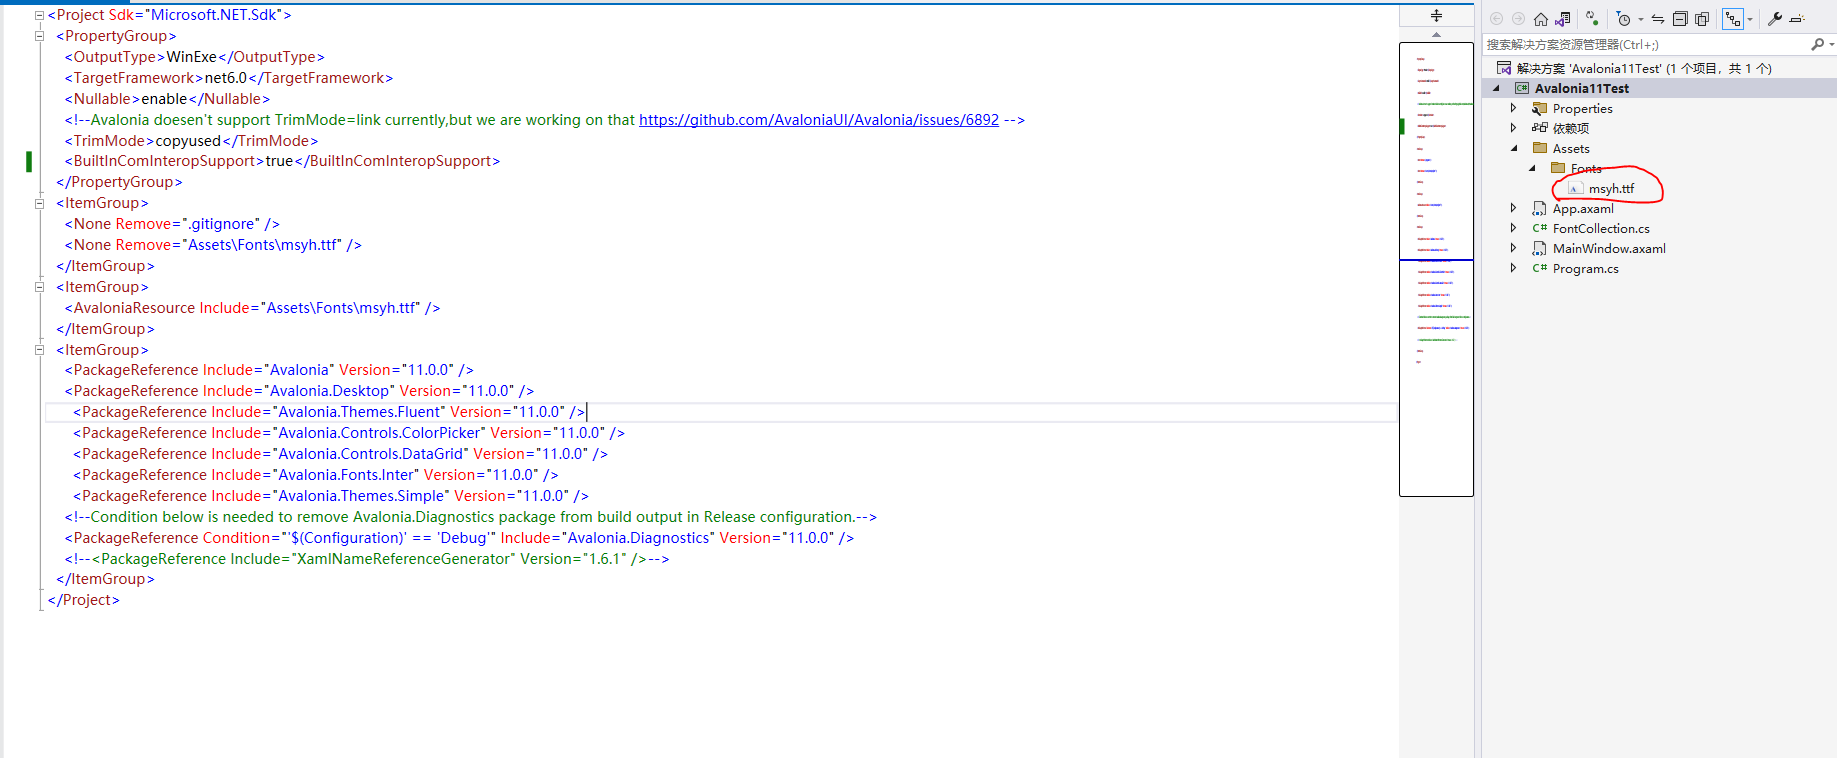 <Project Sdk="Microsoft.NET.Sdk">
<PropertyGroup>
<OutputType>WinExe</OutputType>
<TargetFramework>net6.0</TargetFramework>
<Nullable>enable</Nullable>
<!--Avalonia doesen't support TrimMode=link currently,but we are working on that https://github.com/AvaloniaUI/Avalonia/issues/6892 -->
<TrimMode>copyused</TrimMode>
<BuiltInComInteropSupport>true</BuiltInComInteropSupport>
</PropertyGroup>
<ItemGroup>
<None Remove=".gitignore" />
<None Remove="Assets\Fonts\msyh.ttf" />
</ItemGroup>
<ItemGroup>
<AvaloniaResource Include="Assets\Fonts\msyh.ttf" />
</ItemGroup>
<ItemGroup>
<PackageReference Include="Avalonia" Version="11.0.0" />
<PackageReference Include="Avalonia.Desktop" Version="11.0.0" />
<PackageReference Include="Avalonia.Themes.Fluent" Version="11.0.0" />
<PackageReference Include="Avalonia.Controls.ColorPicker" Version="11.0.0" />
<PackageReference Include="Avalonia.Controls.DataGrid" Version="11.0.0" />
<PackageReference Include="Avalonia.Fonts.Inter" Version="11.0.0" />
<PackageReference Include="Avalonia.Themes.Simple" Version="11.0.0" />
<!--Condition below is needed to remove Avalonia.Diagnostics package from build output in Release configuration.-->
<PackageReference Condition="'$(Configuration)' == 'Debug'" Include="Avalonia.Diagnostics" Version="11.0.0" />
<!--<PackageReference Include="XamlNameReferenceGenerator" Version="1.6.1" />-->
</ItemGroup>
</Project>
搜索解决方案资源管理器(Ctrl+;)
解决方案 'Avalonia11Test' (1 个项目，共 1 个)
C# Avalonia11Test
Properties
依赖项
Assets
Fonts
msyh.ttf
App.axaml
C# FontCollection.cs
MainWindow.axaml
C# Program.cs